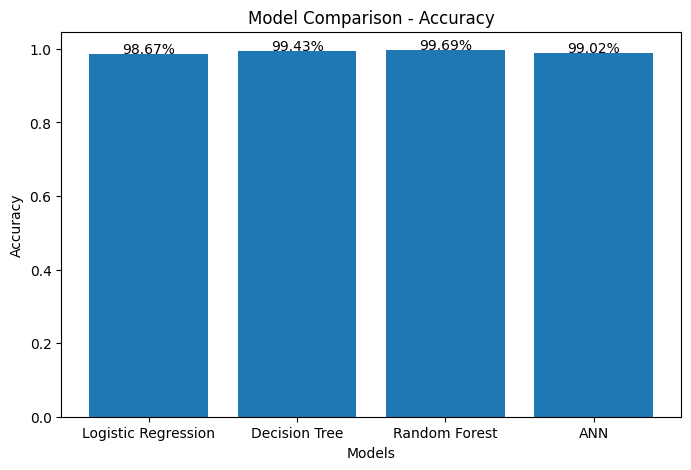 Model Comparison - Accuracy
98.67% 99.43% 99.69% 99.02%
1.0
0.8
0.6
0.4
0.2
0.0
Accuracy
Logistic Regression Decision Tree Random Forest ANN
Models